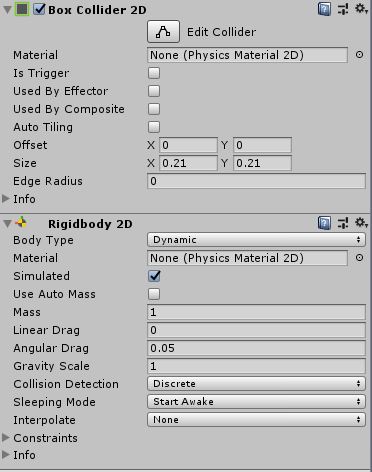 Box Collider 2D
Edit Collider
Material None (Physics Material 2D)
Is Trigger
Used By Effector
Used By Composite
Auto Tiling
Offset X 0 Y 0
Size X 0.21 Y 0.21
Edge Radius 0
Info
Rigidbody 2D
Body Type Dynamic
Material None (Physics Material 2D)
Simulated
Use Auto Mass
Mass 1
Linear Drag 0
Angular Drag 0.05
Gravity Scale 1
Collision Detection Discrete
Sleeping Mode Start Awake
Interpolate None
Constraints
Info